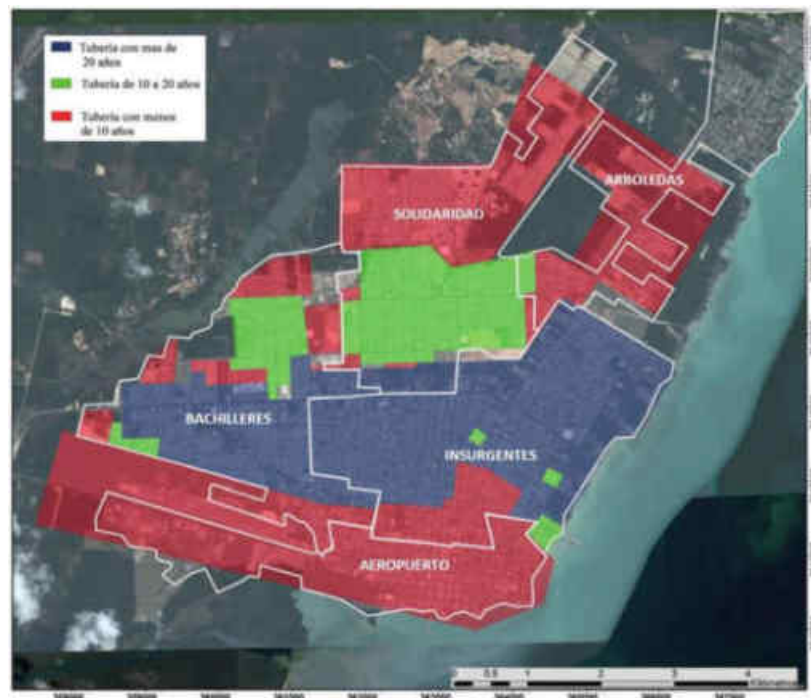 Tubería con mas de
20 años
Tubería de 10 a 20 años
Tubería con menos
de 10 años
ARBOLEDAS
SOLIDARIDAD
BACHILLERES
INSURGENTES
AEROPUERTO
0.5 1 2 3 4